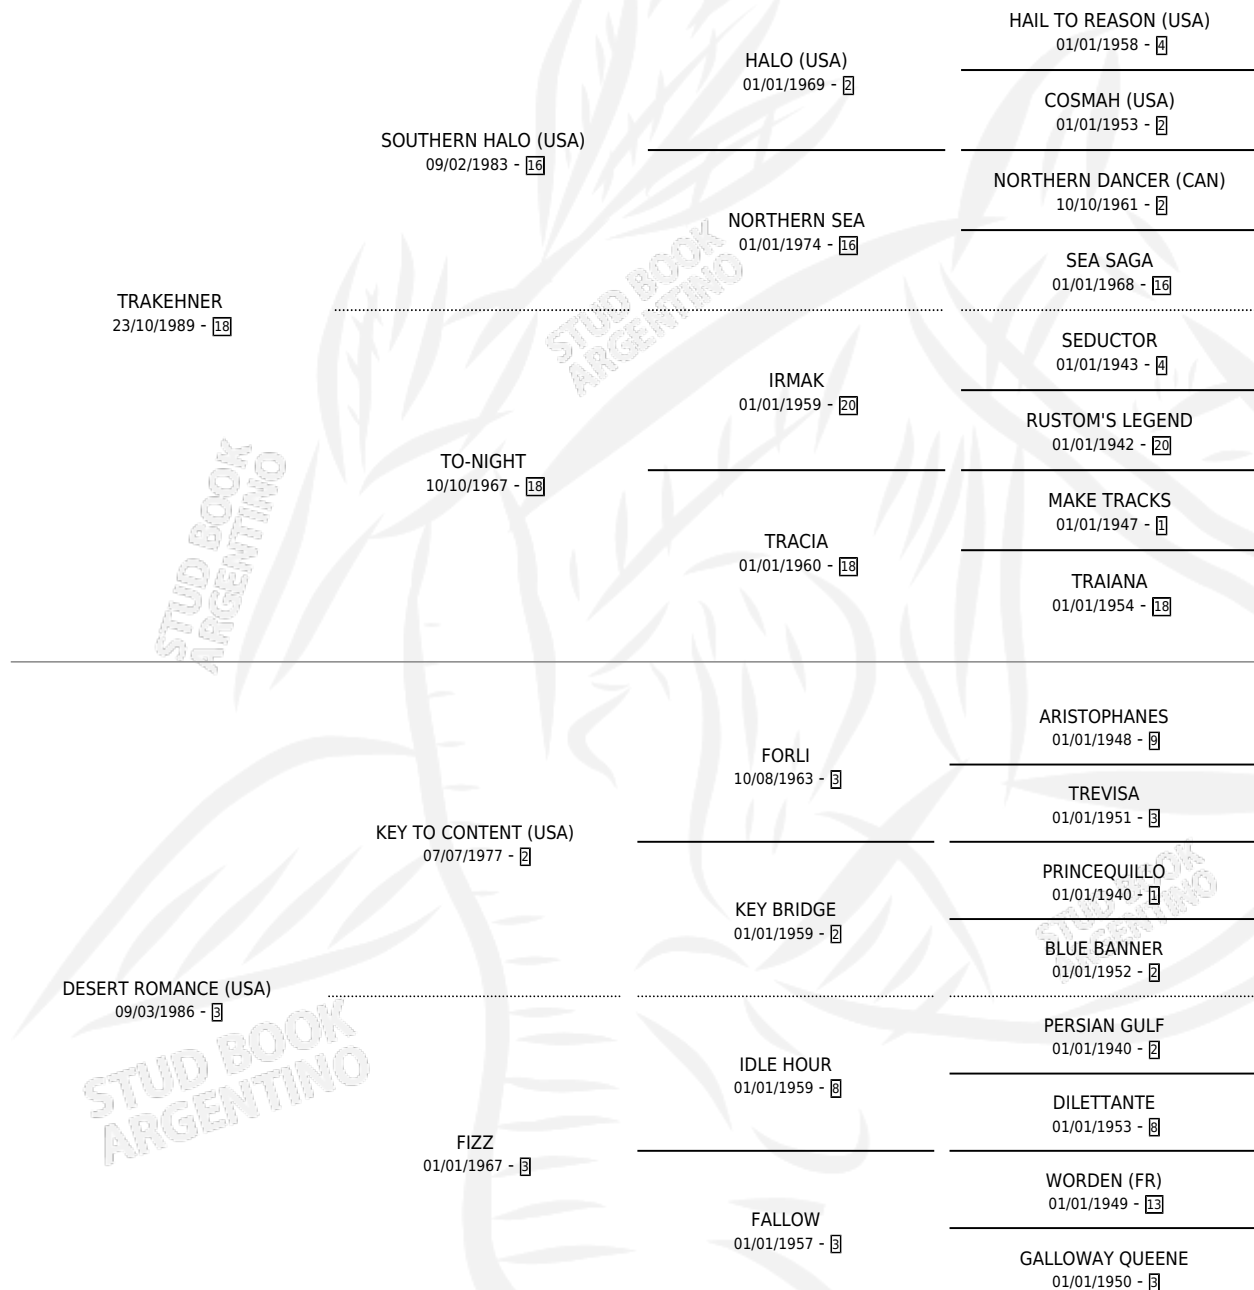 HAIL TO REASON (USA)
01/01/1958 - 4
HALO (USA)
01/01/1969 - 2
COSMAH (USA)
01/01/1953 - 2
SOUTHERN HALO (USA)
09/02/1983 - 16
NORTHERN DANCER (CAN)
10/10/1961 - 2
NORTHERN SEA
01/01/1974 - 16
SEA SAGA
01/01/1968 - 16
TRAKEHNER
23/10/1989 - 18
SEDUCTOR
01/01/1943 - 4
IRMAK
01/01/1959 - 20
RUSTOM'S LEGEND
01/01/1942 - 20
TO-NIGHT
10/10/1967 - 18
MAKE TRACKS
01/01/1947 - 1
TRACIA
01/01/1960 - 18
TRAIANA
01/01/1954 - 18
ARISTOPHANES
01/01/1948 - 9
FORLI
10/08/1963 - 3
TREVISA
01/01/1951 - 3
KEY TO CONTENT (USA)
07/07/1977 - 2
PRINCEQUILLO
01/01/1940 - 1
KEY BRIDGE
01/01/1959 - 2
BLUE BANNER
01/01/1952 - 2
DESERT ROMANCE (USA)
09/03/1986 - 3
PERSIAN GULF
01/01/1940 - 2
IDLE HOUR
01/01/1959 - 8
DILETTANTE
01/01/1953 - 8
FIZZ
01/01/1967 - 3
WORDEN (FR)
01/01/1949 - 13
FALLOW
01/01/1957 - 3
GALLOWAY QUEENE
01/01/1950 - 3
STUD BOOK
ARGENTINO
STUD BOOK
ARGENTINO
STUD BOOK
ARGENTINO
STUD BOOK
ARGENTINO